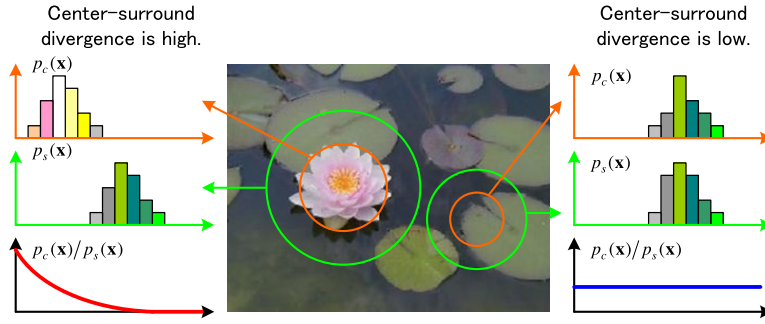 Center-surround
divergence is high.
p_c(x)
p_s(x)
p_c(x)/p_s(x)
Center-surround
divergence is low.
p_c(x)
p_s(x)
p_c(x)/p_s(x)